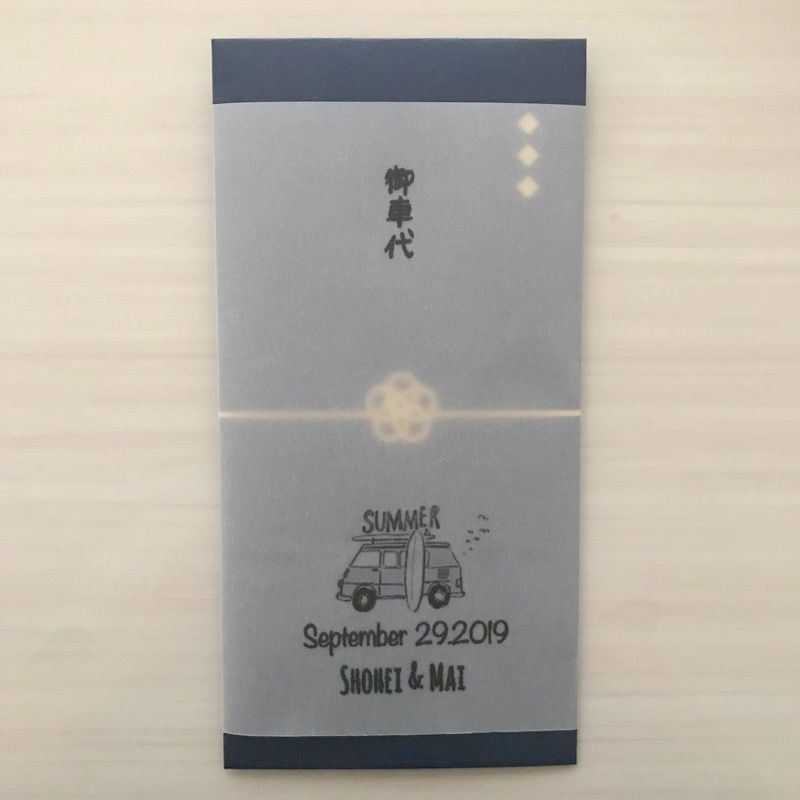 御車代
SUMMER
September 29.2019
SHOHEI & MAI